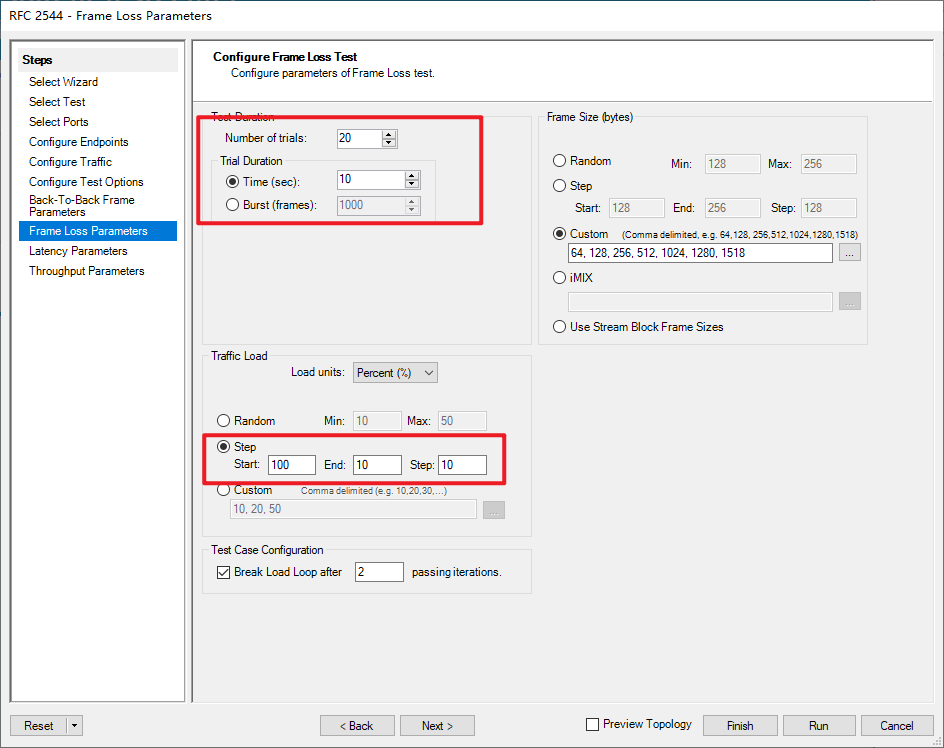 RFC 2544 - Frame Loss Parameters
Steps
Select Wizard
Select Test
Select Ports
Configure Endpoints
Configure Traffic
Configure Test Options
Back-To-Back Frame
Parameters
Frame Loss Parameters
Latency Parameters
Throughput Parameters
Configure Frame Loss Test
Configure parameters of Frame Loss test.
Test Duration
Number of trials: 20
Trial Duration
Time (sec): 10
Burst (frames): 1000
Frame Size (bytes)
Random Min: 128 Max: 256
Step
Start: 128 End: 256 Step: 128
Custom (Comma delimited, e.g. 64,128, 256,512,1024,1280,1518)
64, 128, 256, 512, 1024, 1280, 1518 ...
iMIX
...
Use Stream Block Frame Sizes
Traffic Load
Load units: Percent (%)
Random Min: 10 Max: 50
Step
Start: 100 End: 10 Step: 10
Custom Comma delimited (e.g. 10,20,30,...)
10, 20, 50 ...
Test Case Configuration
Break Load Loop after 2 passing iterations.
Reset < Back Next > Preview Topology Finish Run Cancel